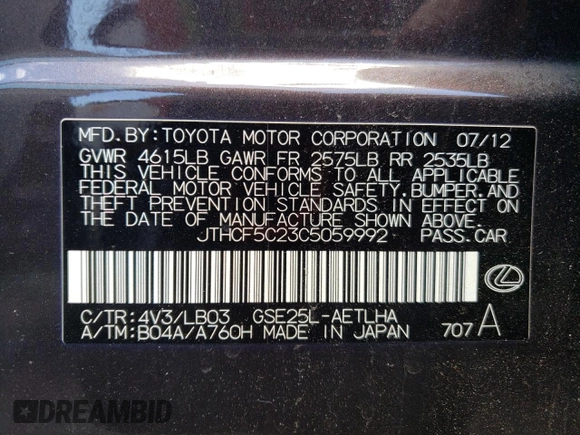 MFD. BY: TOYOTA MOTOR CORPORATION 07/12
GVWR 4615LB GAWR FR 2575LB RR 2535LB
THIS VEHICLE CONFORMS TO ALL APPLICABLE
FEDERAL MOTOR VEHICLE SAFETY, BUMPER, AND
THEFT PREVENTION STANDARDS IN EFFECT ON
THE DATE OF MANUFACTURE SHOWN ABOVE.
JTHCF5C23C5059992 PASS. CAR
C/TR: 4V3/LB03 GSE25L-AETLHA
A/TM: B04A/A760H MADE IN JAPAN 707 A
DREAMBID